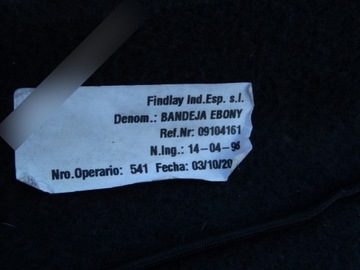 Findlay Ind.Esp. s.l.
Denom.: BANDEJA EBONY
Ref.Nr: 09104161
N.Ing.: 14-04-96
Nro.Operario: 541 Fecha: 03/10/20